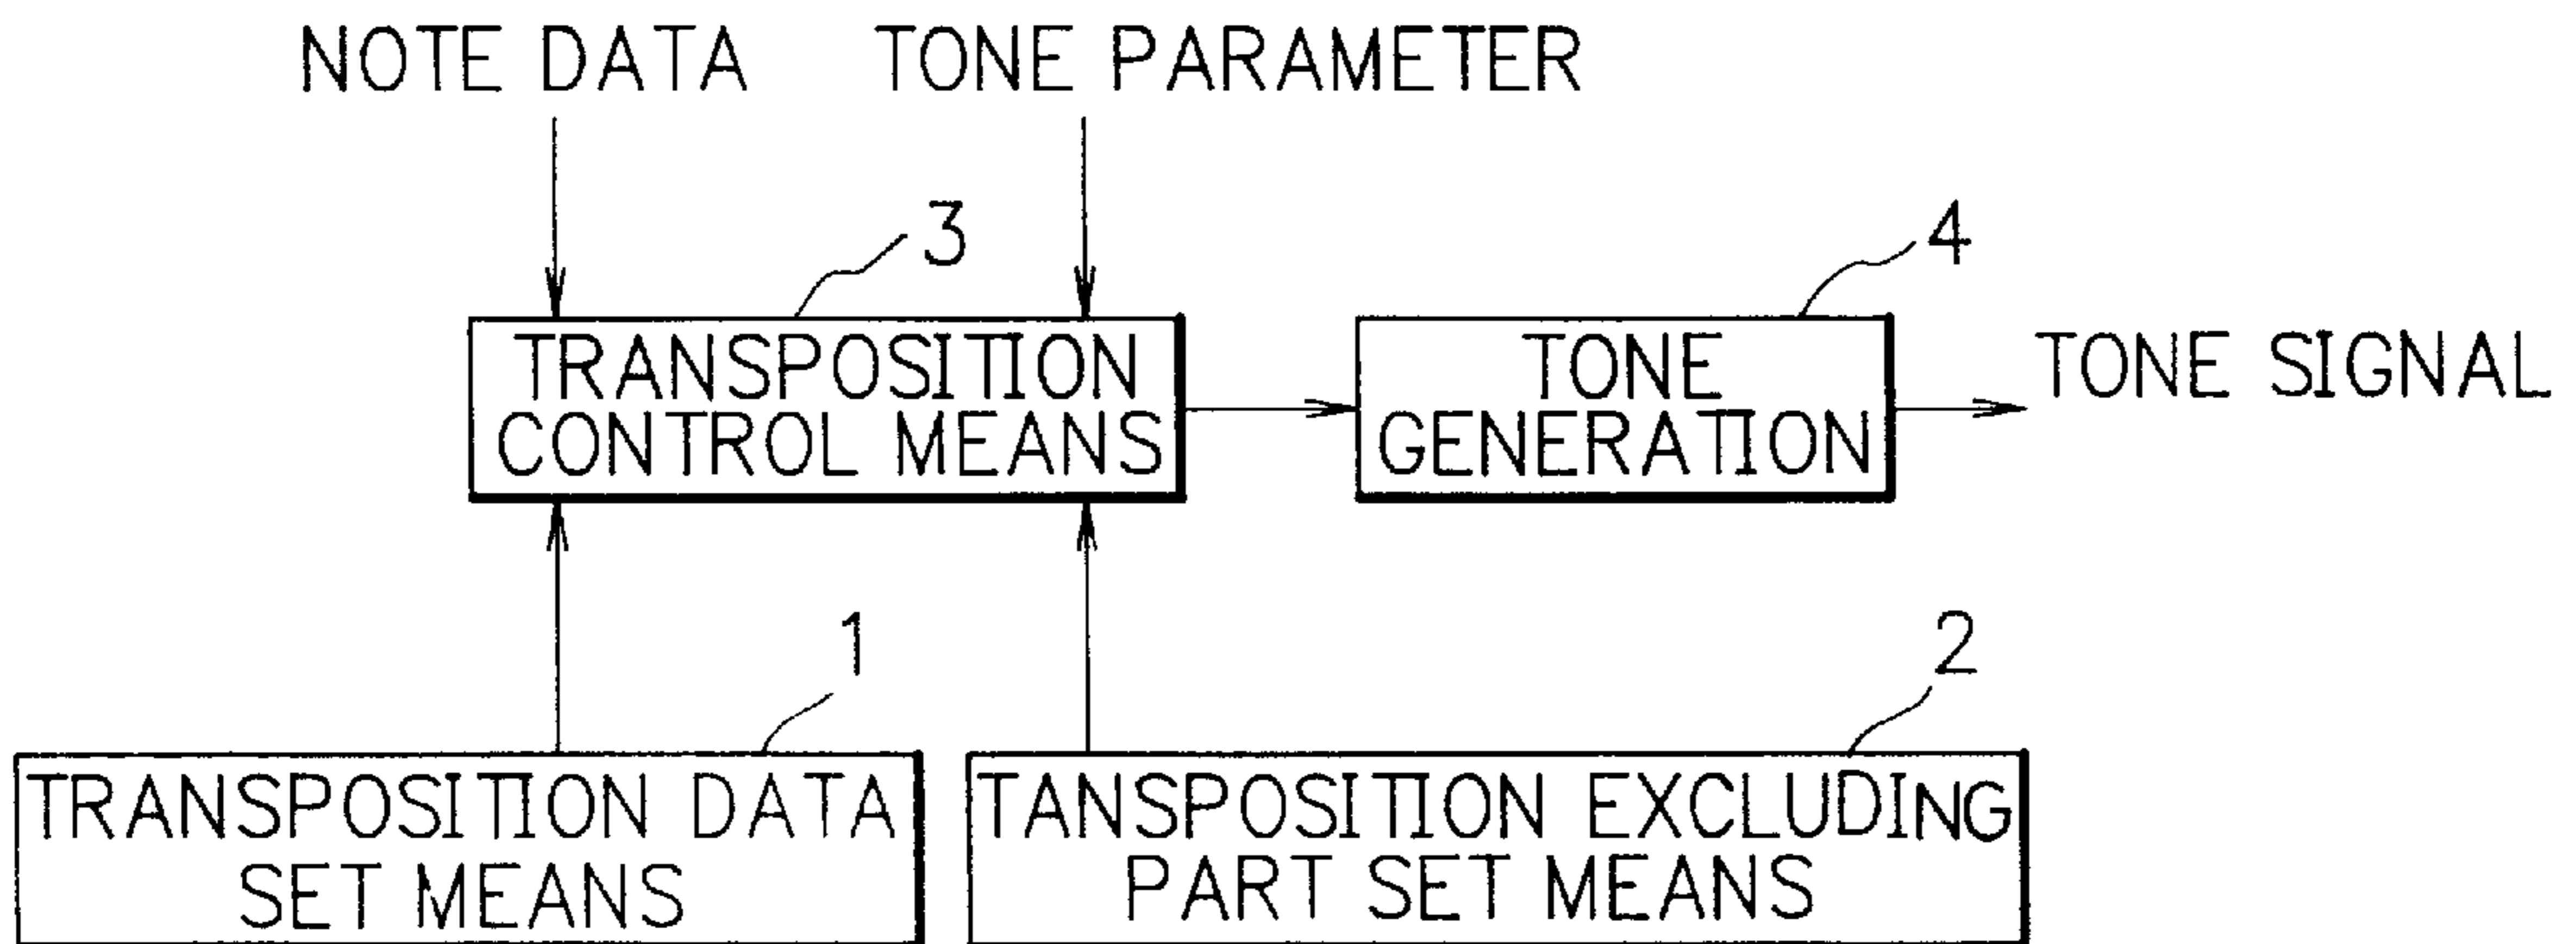 NOTE DATA TONE PARAMETER
3
4
TRANSPOSITION
CONTROL MEANS
TONE
GENERATION
TONE SIGNAL
1
2
TRANSPOSITION DATA
SET MEANS
TANSPOSITION EXCLUDING
PART SET MEANS